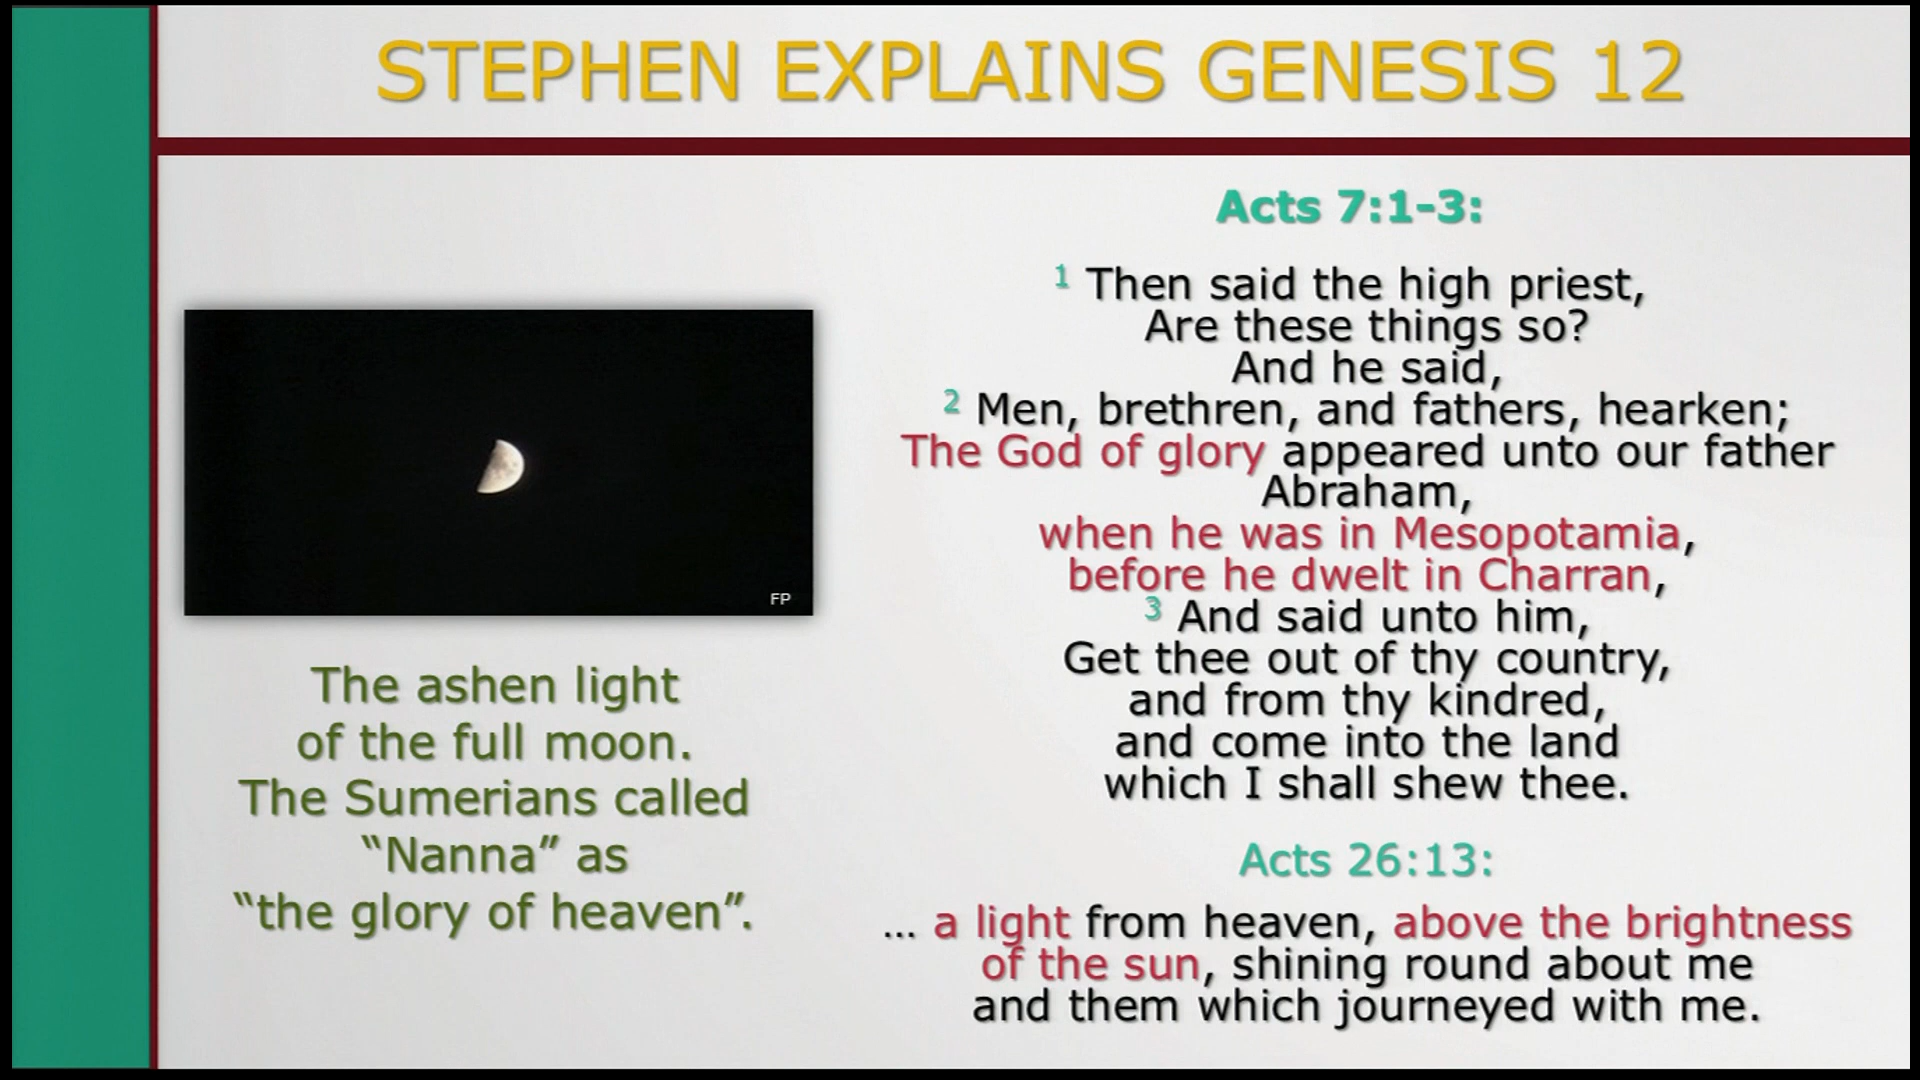 STEPHEN EXPLAINS GENESIS 12
FP
The ashen light
of the full moon.
The Sumerians called
“Nanna” as
“the glory of heaven”.
Acts 7:1-3:
1 Then said the high priest,
Are these things so?
And he said,
2 Men, brethren, and fathers, hearken;
The God of glory appeared unto our father
Abraham,
when he was in Mesopotamia,
before he dwelt in Charran,
3 And said unto him,
Get thee out of thy country,
and from thy kindred,
and come into the land
which I shall shew thee.
Acts 26:13:
... a light from heaven, above the brightness
of the sun, shining round about me
and them which journeyed with me.